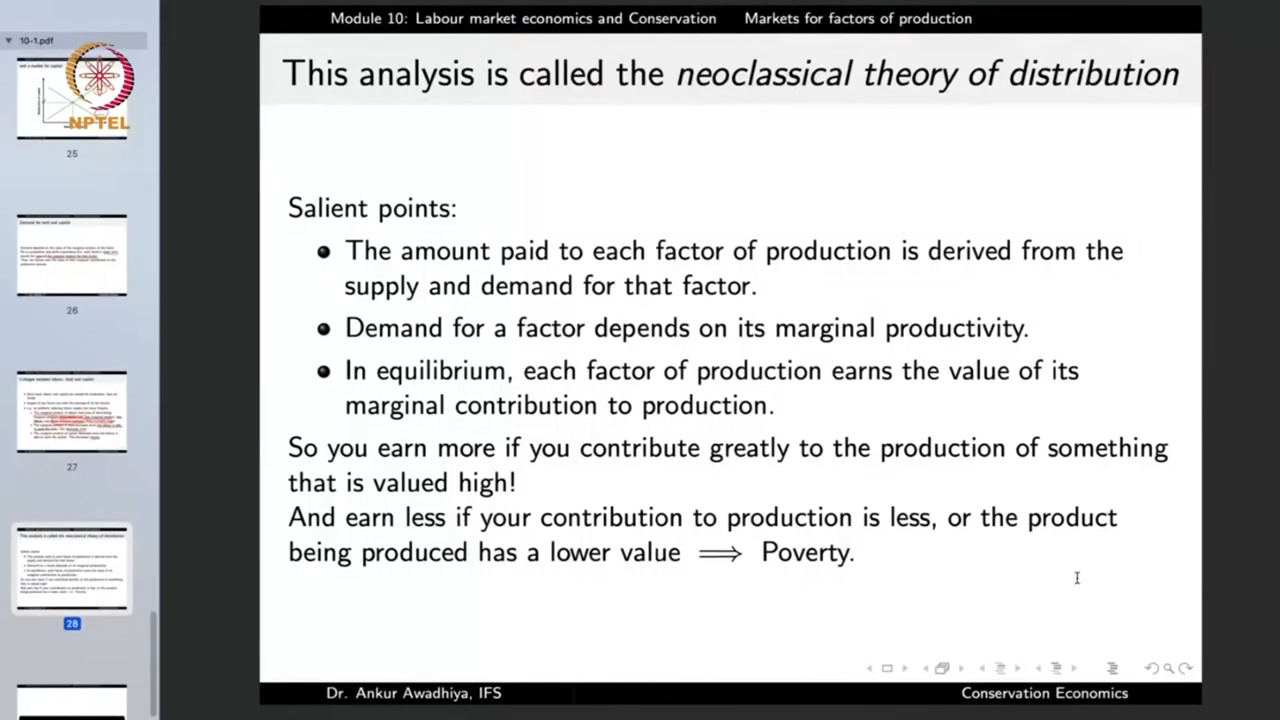 Module 10: Labour market economics and Conservation Markets for factors of production
10-1.pdf
NPTEL
25
26
27
28
This analysis is called the neoclassical theory of distribution
Salient points:
The amount paid to each factor of production is derived from the
supply and demand for that factor.
Demand for a factor depends on its marginal productivity.
In equilibrium, each factor of production earns the value of its
marginal contribution to production.
So you earn more if you contribute greatly to the production of something
that is valued high!
And earn less if your contribution to production is less, or the product
being produced has a lower value ⟹ Poverty.
Dr. Ankur Awadhiya, IFS Conservation Economics